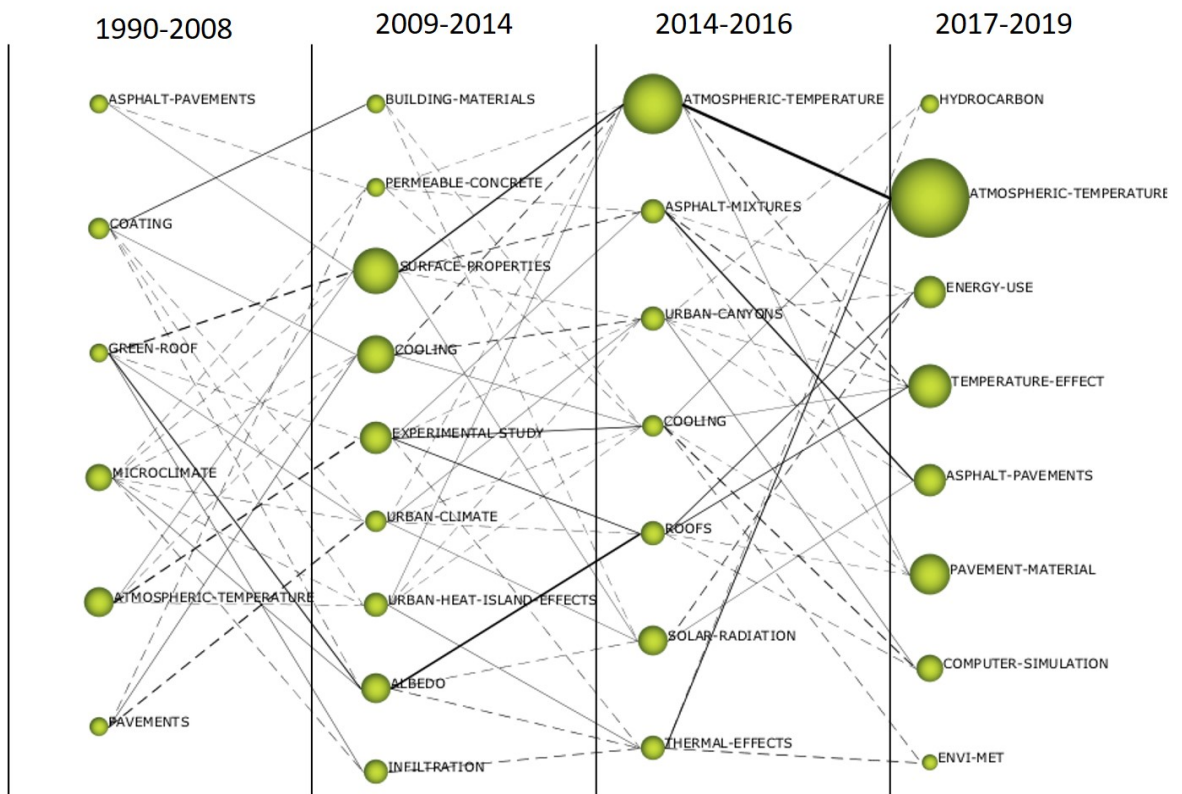 1990-2008
2009-2014
2014-2016
2017-2019
ASPHALT-PAVEMENTS
COATING
GREEN-ROOF
MICROCLIMATE
ATMOSPHERIC-TEMPERATURE
PAVEMENTS
BUILDING-MATERIALS
PERMEABLE-CONCRETE
SURFACE-PROPERTIES
COOLING
EXPERIMENTAL-STUDY
URBAN-CLIMATE
URBAN-HEAT-ISLAND-EFFECTS
ALBEDO
INFILTRATION
ATMOSPHERIC-TEMPERATURE
ASPHALT-MIXTURES
URBAN-CANYONS
COOLING
ROOFS
SOLAR-RADIATION
THERMAL-EFFECTS
HYDROCARBON
ATMOSPHERIC-TEMPERATURE
ENERGY-USE
TEMPERATURE-EFFECT
ASPHALT-PAVEMENTS
PAVEMENT-MATERIAL
COMPUTER-SIMULATION
ENVI-MET